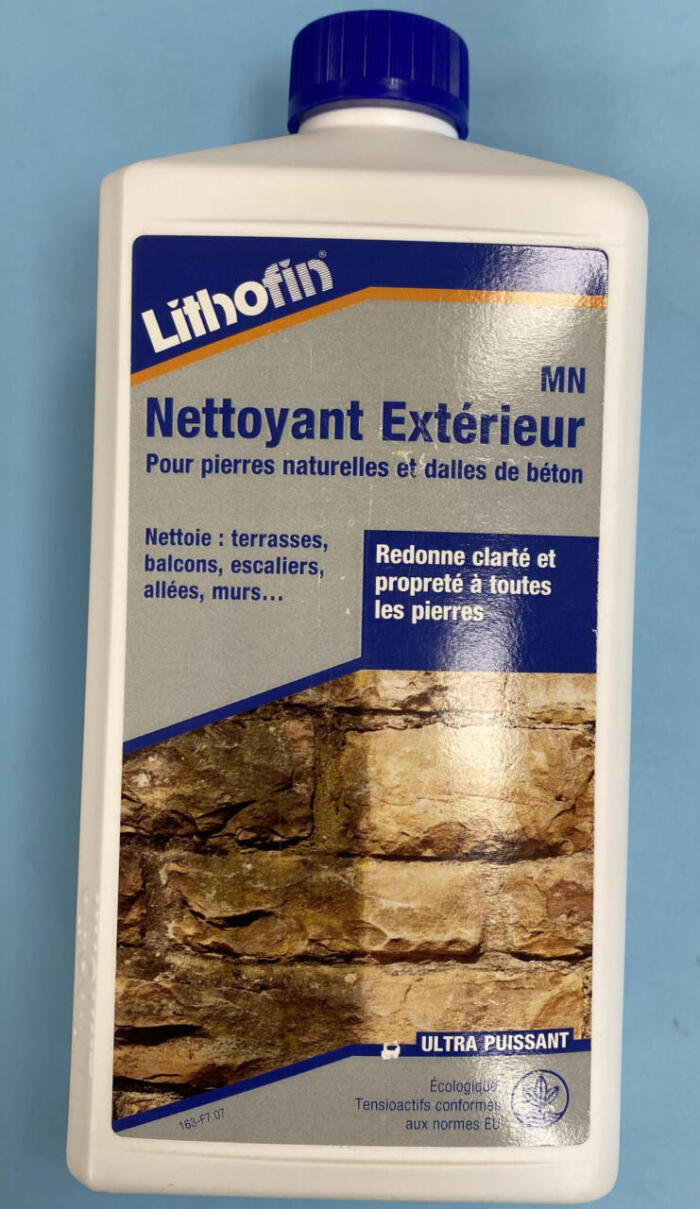 Lithofin®
MN
Nettoyant Extérieur
Pour pierres naturelles et dalles de béton
Nettoie : terrasses,
balcons, escaliers,
allées, murs...
Redonne clarté et
propreté à toutes
les pierres
ULTRA PUISSANT
Écologique.
Tensioactifs conformes
aux normes EU
163-F7.07